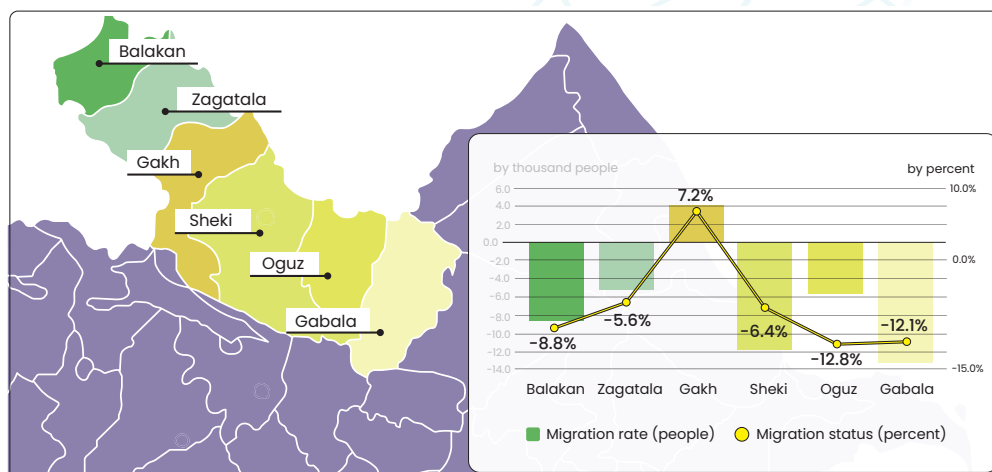 Balakan
Zagatala
Gakh
Sheki
Oguz
Gabala
by thousand people by percent
6.0 10.0%
7.2%
4.0
2.0
0.0
-2.0 0.0%
-4.0
-6.0
-5.6%
-8.0
-6.4% -12.1%
-10.0
-8.8%
-12.0
-12.8%
-14.0 -15.0%
Balakan Zagatala Gakh Sheki Oguz Gabala
Migration rate (people) Migration status (percent)